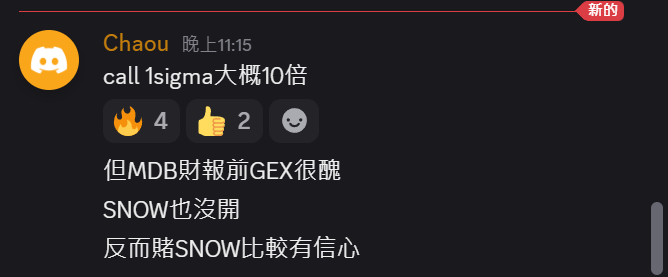 新的
Chaou 晚上11:15
call 1sigma大概10倍
4 2
但MDB財報前GEX很醜
SNOW也沒開
反而賭SNOW比較有信心